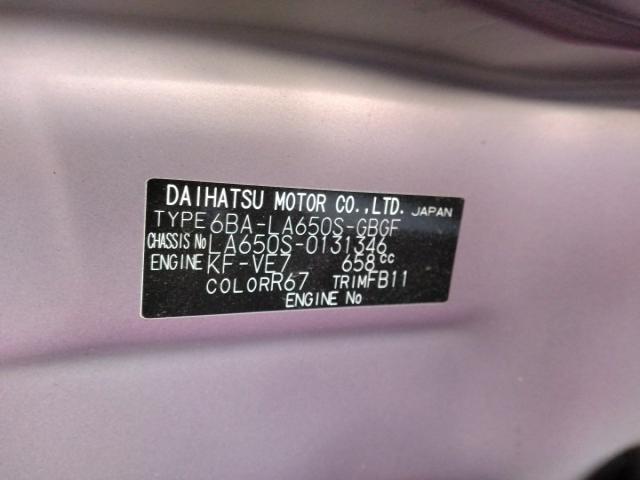 DAIHATSU MOTOR CO.,LTD. JAPAN
TYPE 6BA-LA650S-GBGF
CHASSIS No LA650S-0131346
ENGINE KF-VE7 658cc
COLOR R67 TRIM FB11
ENGINE No